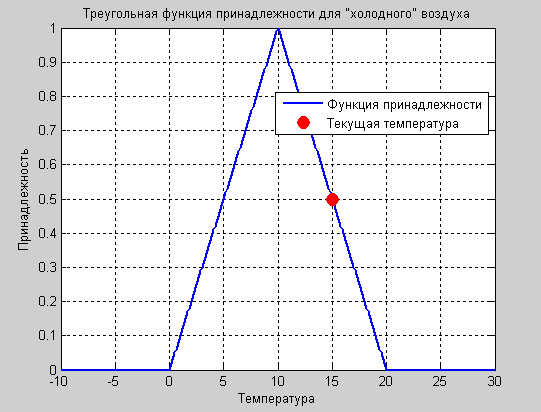 Треугольная функция принадлежности для "холодного" воздуха
1
0.9
0.8
0.7
0.6
0.5
0.4
0.3
0.2
0.1
0
Принадлежность
Функция принадлежности
Текущая температура
-10 -5 0 5 10 15 20 25 30
Температура